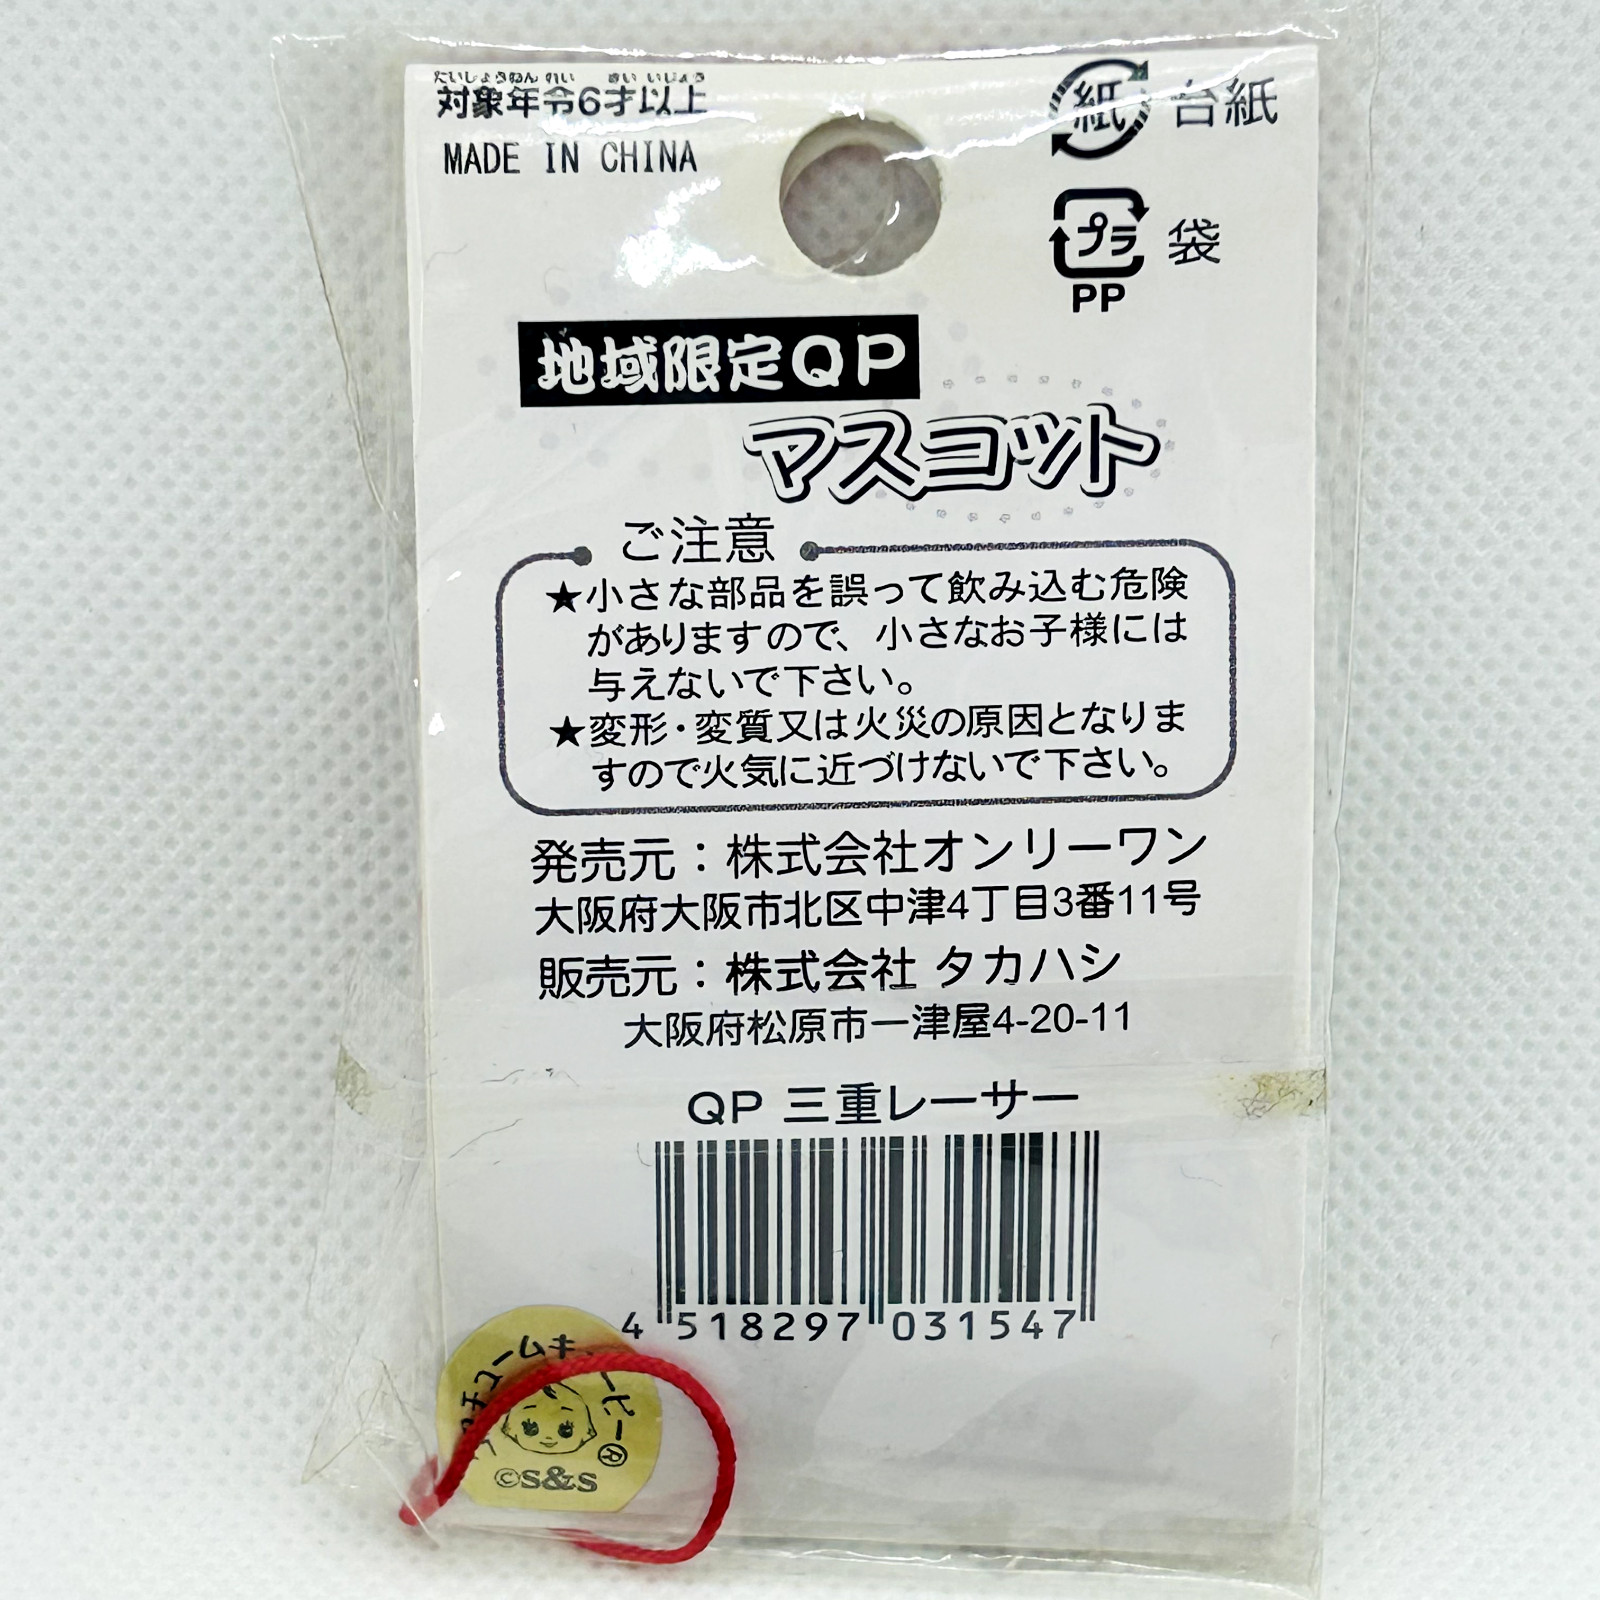 たいしょうねんれい さいいじょう
対象年令6才以上
MADE IN CHINA
紙 台紙
プラ 袋
PP
地域限定QP
マスコット
ご注意
★小さな部品を誤って飲み込む危険
がありますので、小さなお子様には
与えないで下さい。
★変形・変質又は火災の原因となりま
すので火気に近づけないで下さい。
発売元：株式会社オンリーワン
大阪府大阪市北区中津4丁目3番11号
販売元：株式会社 タカハシ
大阪府松原市一津屋4-20-11
QP 三重レーサー
4 518297 031547
©S&S